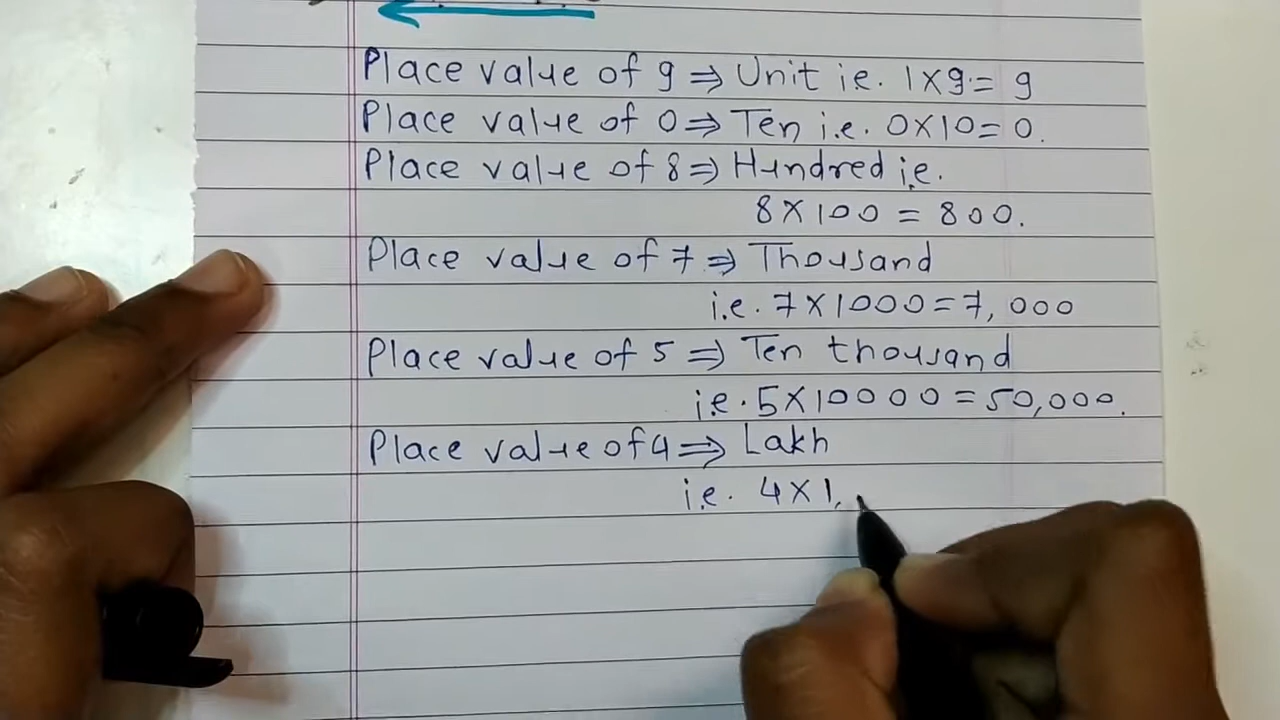 Place value of 9 ⇒ Unit i.e. 1×9 = 9
Place value of 0 ⇒ Ten i.e. 0×10=0.
Place value of 8 ⇒ Hundred i.e.
8×100 = 800.
Place value of 7 ⇒ Thousand
i.e. 7×1000=7,000
Place value of 5 ⇒ Ten thousand
i.e. 5×10000=50,000.
Place value of 4 ⇒ Lakh
i.e. 4×1,